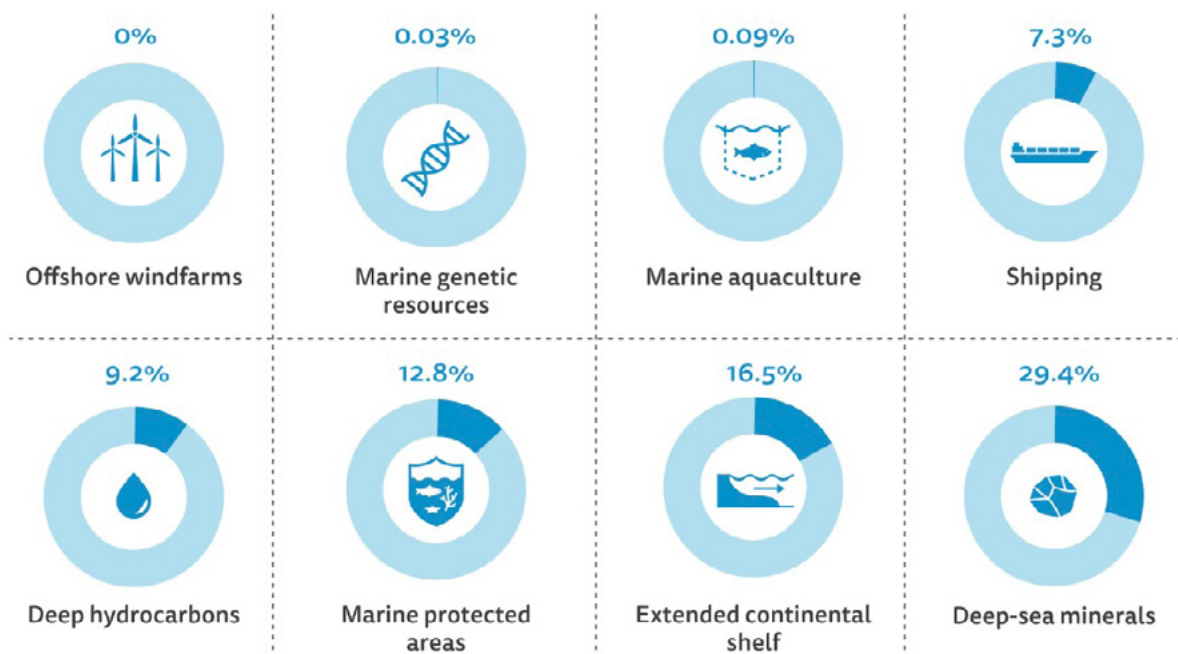 0%
0.03%
0.09%
7.3%
Offshore windfarms
Marine genetic
resources
Marine aquaculture
Shipping
9.2%
12.8%
16.5%
29.4%
Deep hydrocarbons
Marine protected
areas
Extended continental
shelf
Deep-sea minerals